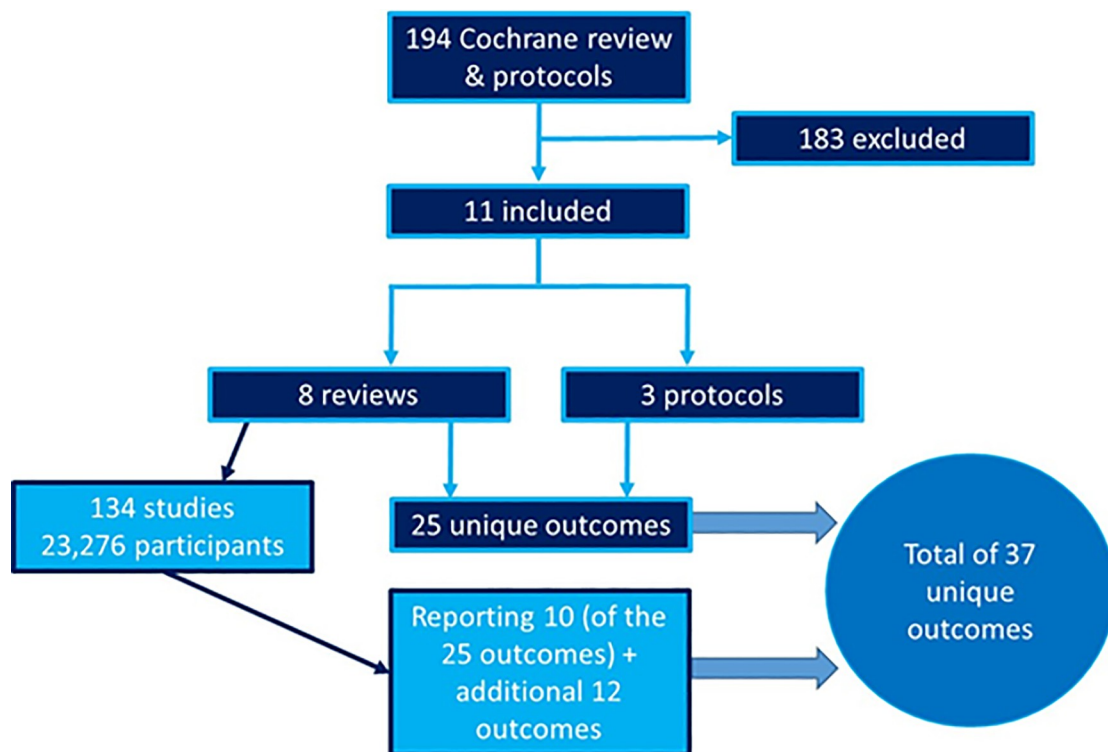 194 Cochrane review
& protocols
183 excluded
11 included
8 reviews
3 protocols
134 studies
23,276 participants
25 unique outcomes
Total of 37
unique
outcomes
Reporting 10 (of the
25 outcomes) +
additional 12
outcomes